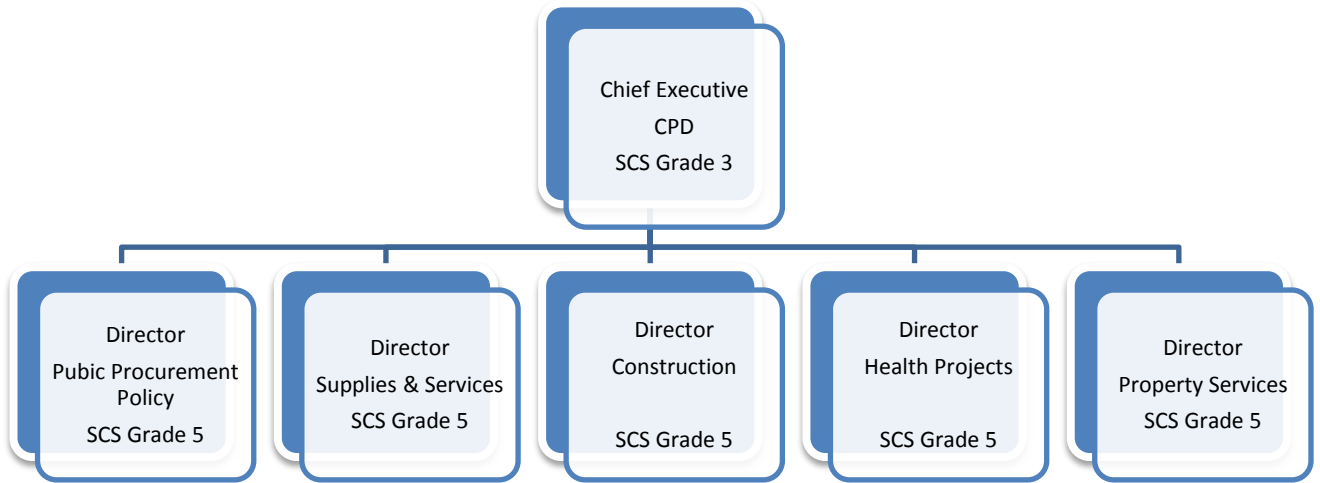 Chief Executive
CPD
SCS Grade 3
Director
Pubic Procurement
Policy
SCS Grade 5
Director
Supplies & Services
SCS Grade 5
Director
Construction
SCS Grade 5
Director
Health Projects
SCS Grade 5
Director
Property Services
SCS Grade 5